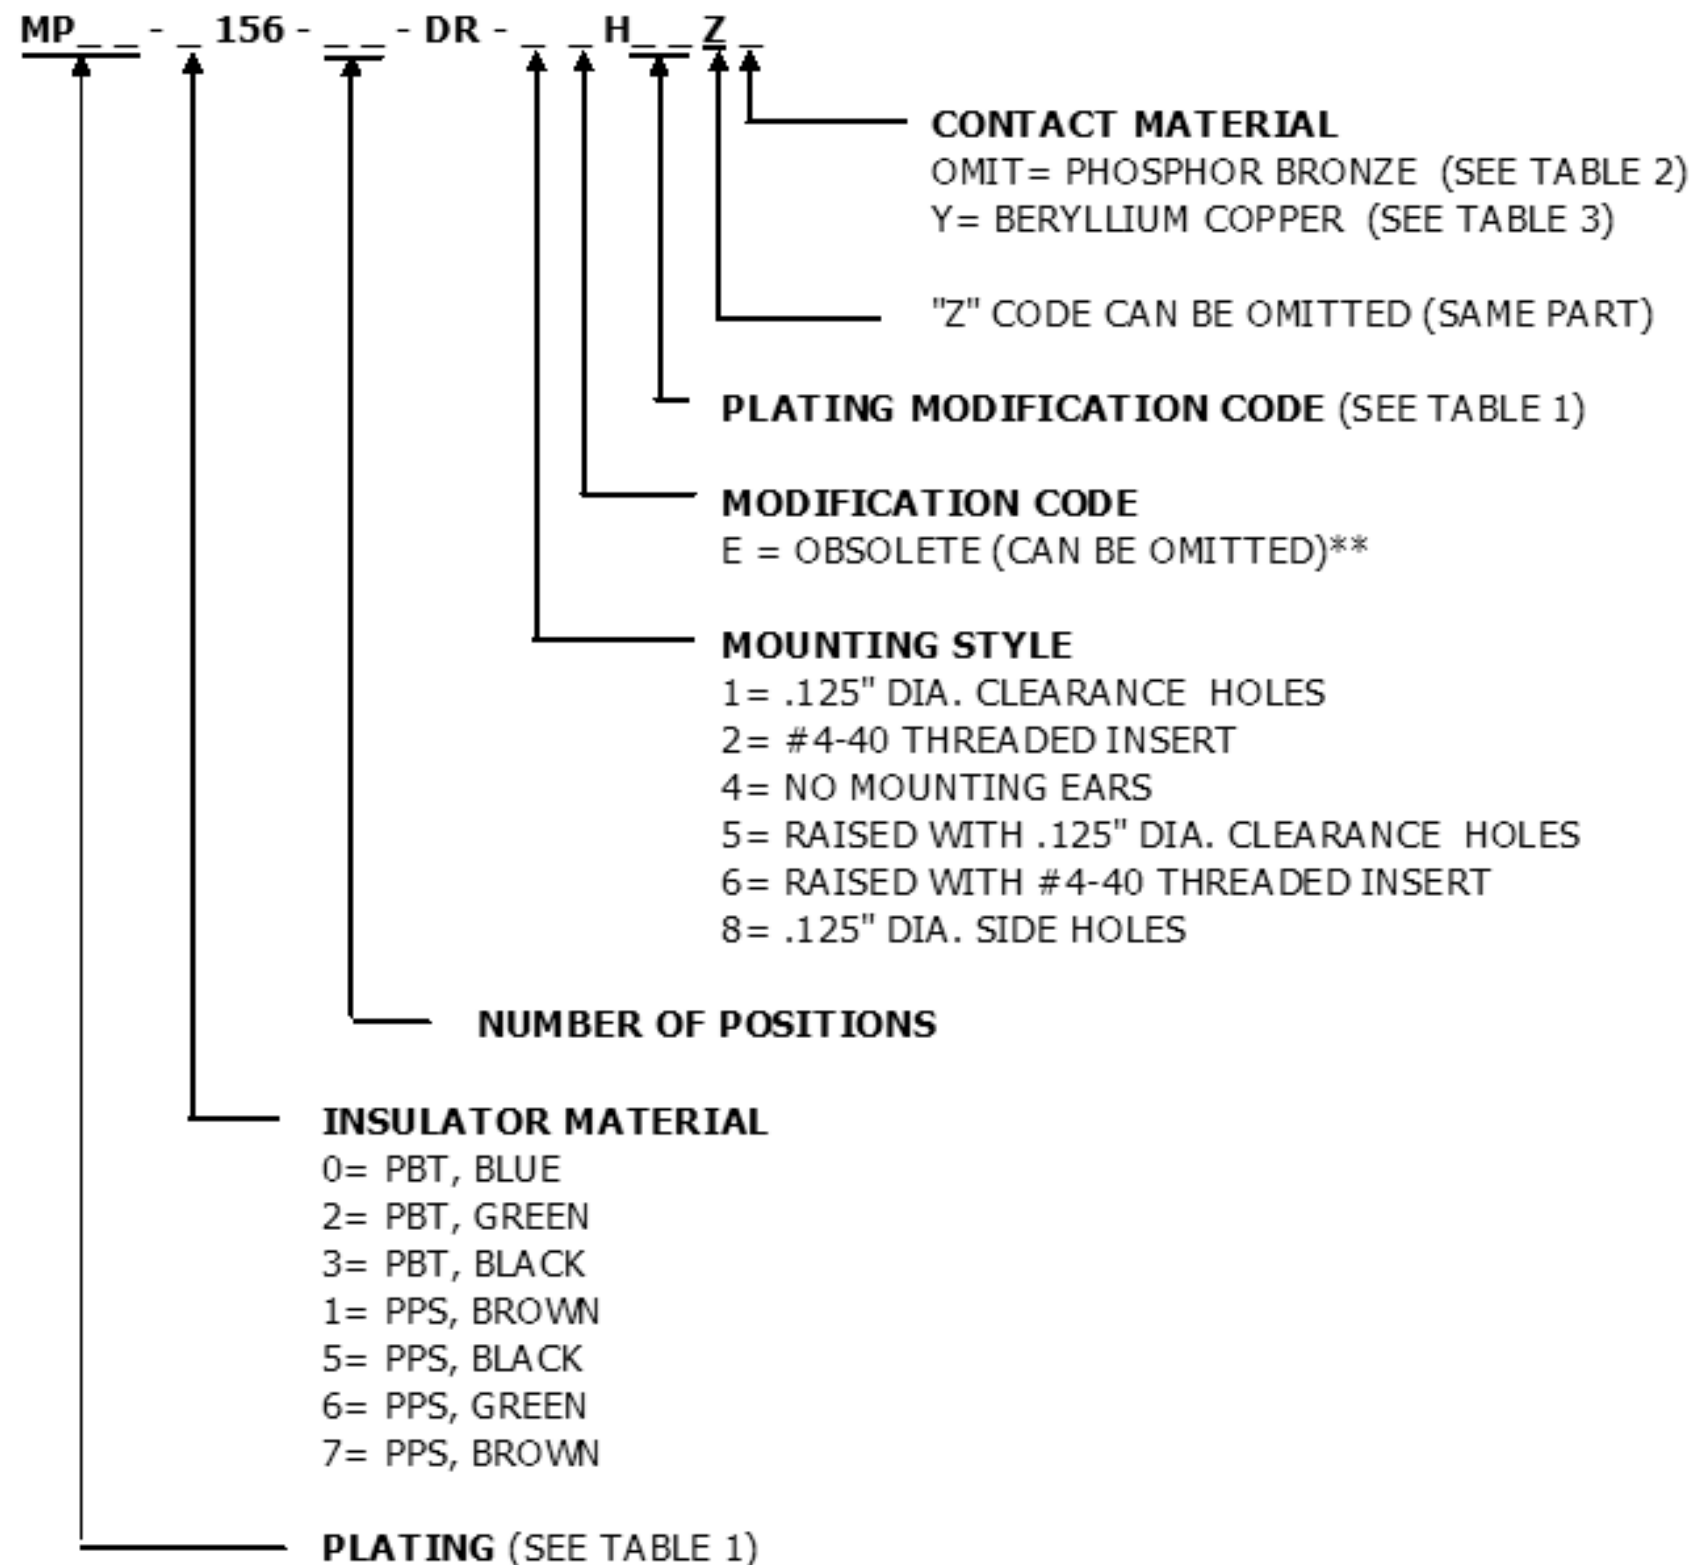 MP_ _ - _ 156 - _ _ - DR - _ _ H_ _ Z _
CONTACT MATERIAL
OMIT= PHOSPHOR BRONZE (SEE TABLE 2)
Y= BERYLLIUM COPPER (SEE TABLE 3)
"Z" CODE CAN BE OMITTED (SAME PART)
PLATING MODIFICATION CODE (SEE TABLE 1)
MODIFICATION CODE
E = OBSOLETE (CAN BE OMITTED)**
MOUNTING STYLE
1= .125" DIA. CLEARANCE HOLES
2= #4-40 THREADED INSERT
4= NO MOUNTING EARS
5= RAISED WITH .125" DIA. CLEARANCE HOLES
6= RAISED WITH #4-40 THREADED INSERT
8= .125" DIA. SIDE HOLES
NUMBER OF POSITIONS
INSULATOR MATERIAL
0= PBT, BLUE
2= PBT, GREEN
3= PBT, BLACK
1= PPS, BROWN
5= PPS, BLACK
6= PPS, GREEN
7= PPS, BROWN
PLATING (SEE TABLE 1)